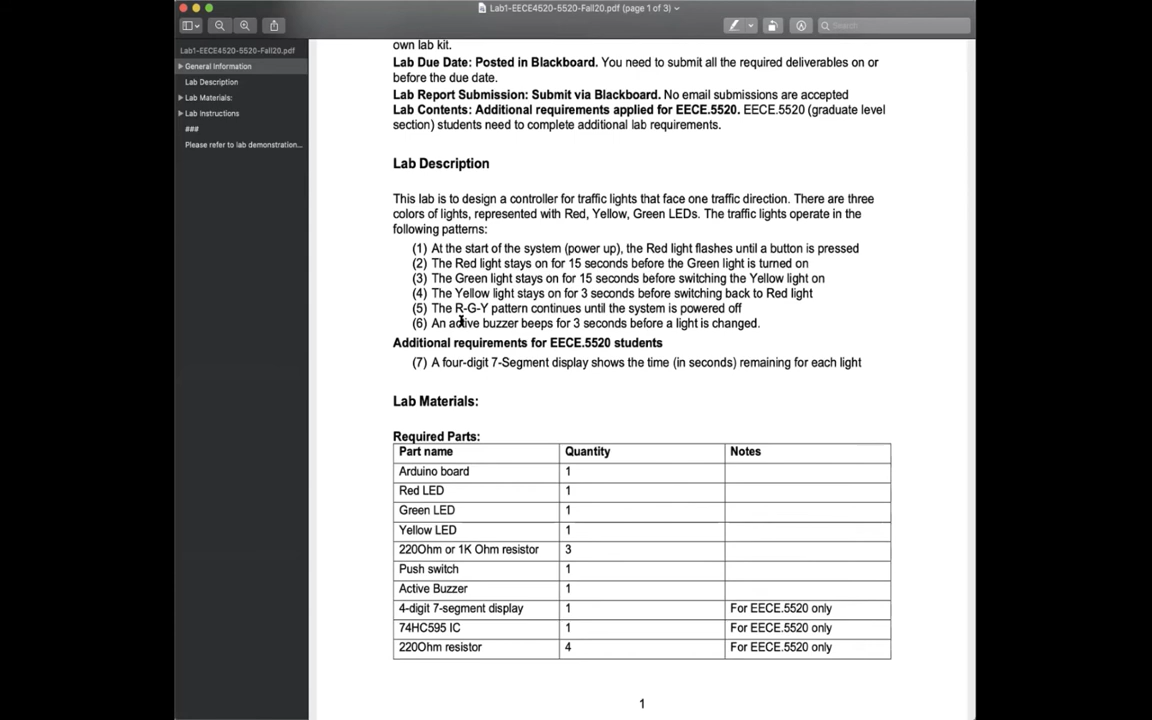 Lab1-EECE4520-5520-Fall20.pdf (page 1 of 3)
Search
Lab1-EECE4520-5520-Fall20.pdf
General Information
Lab Description
Lab Materials:
Lab Instructions
###
Please refer to lab demonstration...
own lab kit.
Lab Due Date: Posted in Blackboard. You need to submit all the required deliverables on or
before the due date.
Lab Report Submission: Submit via Blackboard. No email submissions are accepted
Lab Contents: Additional requirements applied for EECE.5520. EECE.5520 (graduate level
section) students need to complete additional lab requirements.
Lab Description
This lab is to design a controller for traffic lights that face one traffic direction. There are three
colors of lights, represented with Red, Yellow, Green LEDs. The traffic lights operate in the
following patterns:
(1) At the start of the system (power up), the Red light flashes until a button is pressed
(2) The Red light stays on for 15 seconds before the Green light is turned on
(3) The Green light stays on for 15 seconds before switching the Yellow light on
(4) The Yellow light stays on for 3 seconds before switching back to Red light
(5) The R-G-Y pattern continues until the system is powered off
(6) An active buzzer beeps for 3 seconds before a light is changed.
Additional requirements for EECE.5520 students
(7) A four-digit 7-Segment display shows the time (in seconds) remaining for each light
Lab Materials:
Required Parts:
Part name Quantity Notes
Arduino board 1
Red LED 1
Green LED 1
Yellow LED 1
220Ohm or 1K Ohm resistor 3
Push switch 1
Active Buzzer 1
4-digit 7-segment display 1 For EECE.5520 only
74HC595 IC 1 For EECE.5520 only
220Ohm resistor 4 For EECE.5520 only
1